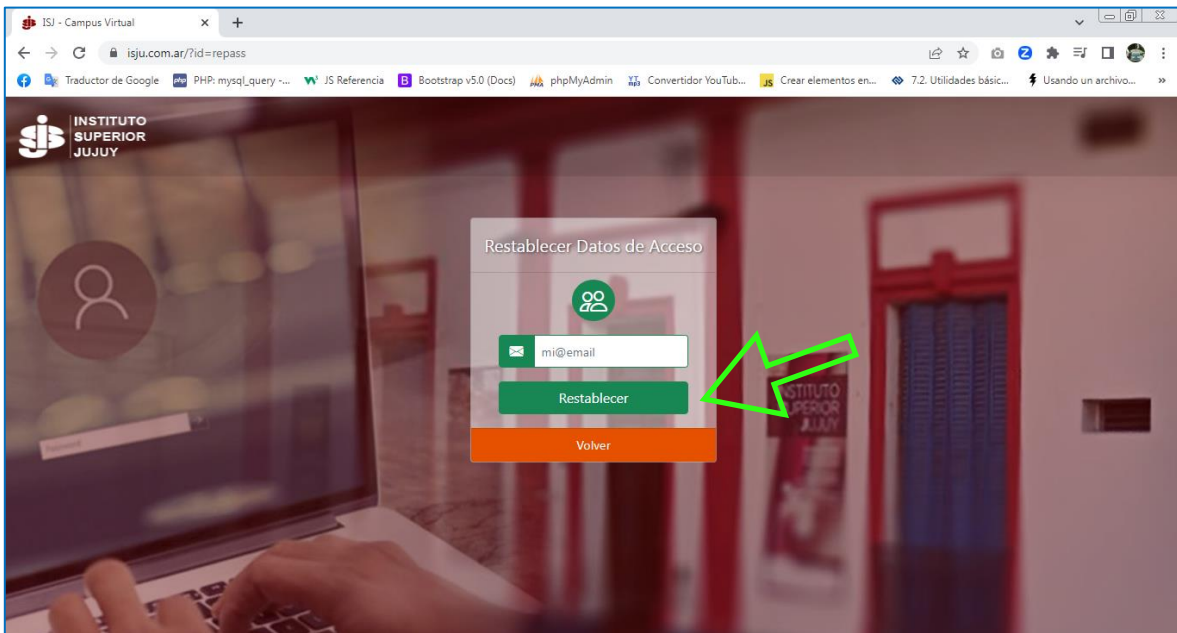 ISJ - Campus Virtual
isju.com.ar/?id=repass
Traductor de Google
PHP: mysql_query -...
JS Referencia
Bootstrap v5.0 (Docs)
phpMyAdmin
Convertidor YouTub...
Crear elementos en...
7.2. Utilidades básic...
Usando un archivo...
sis INSTITUTO
SUPERIOR
JUJUY
Restablecer Datos de Acceso
mi@email
Restablecer
Volver
Password
INSTITUTO
SUPERIOR
JUJUY